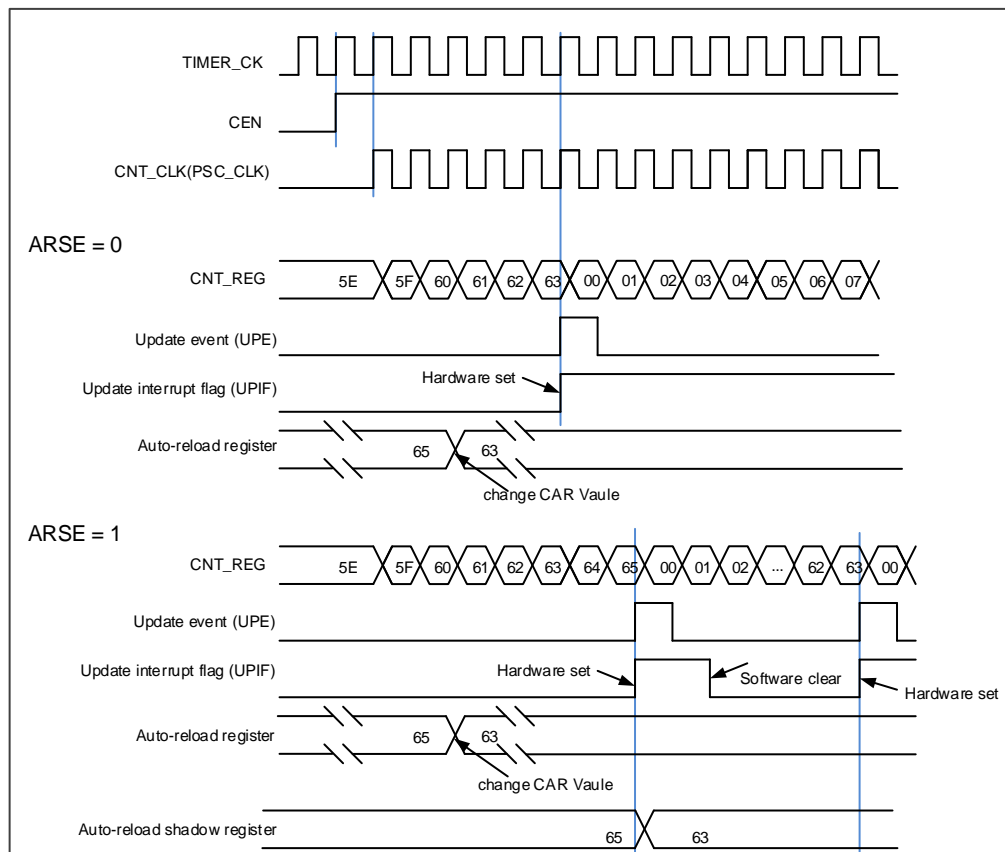 TIMER_CK
CEN
CNT_CLK(PSC_CLK)
ARSE = 0
CNT_REG 5E 5F 60 61 62 63 00 01 02 03 04 05 06 07
Update event (UPE)
Hardware set
Update interrupt flag (UPIF)
Auto-reload register 65 63
change CAR Vaule
ARSE = 1
CNT_REG 5E 5F 60 61 62 63 64 65 00 01 02 ... 62 63 00
Update event (UPE)
Update interrupt flag (UPIF) Hardware set Software clear Hardware set
Auto-reload register 65 63
change CAR Vaule
Auto-reload shadow register 65 63